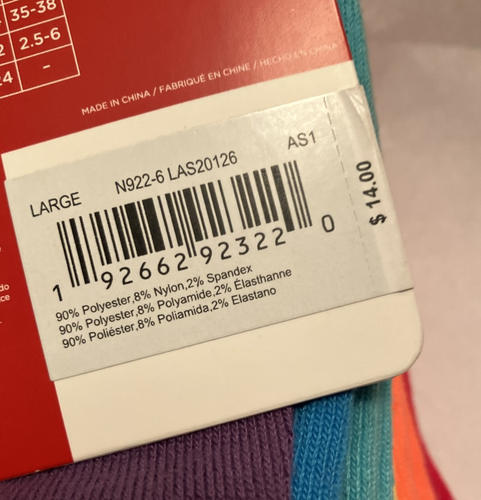 35-38
2.5-6
-
MADE IN CHINA / FABRIQUÉ EN CHINE / HECHO EN CHINA
LARGE N922-6 LAS20126 AS1
1 92662 92322 0
$ 14.00
90% Polyester,8% Nylon,2% Spandex
90% Polyester,8% Polyamide,2% Élasthanne
90% Poliéster,8% Poliamida,2% Elastano